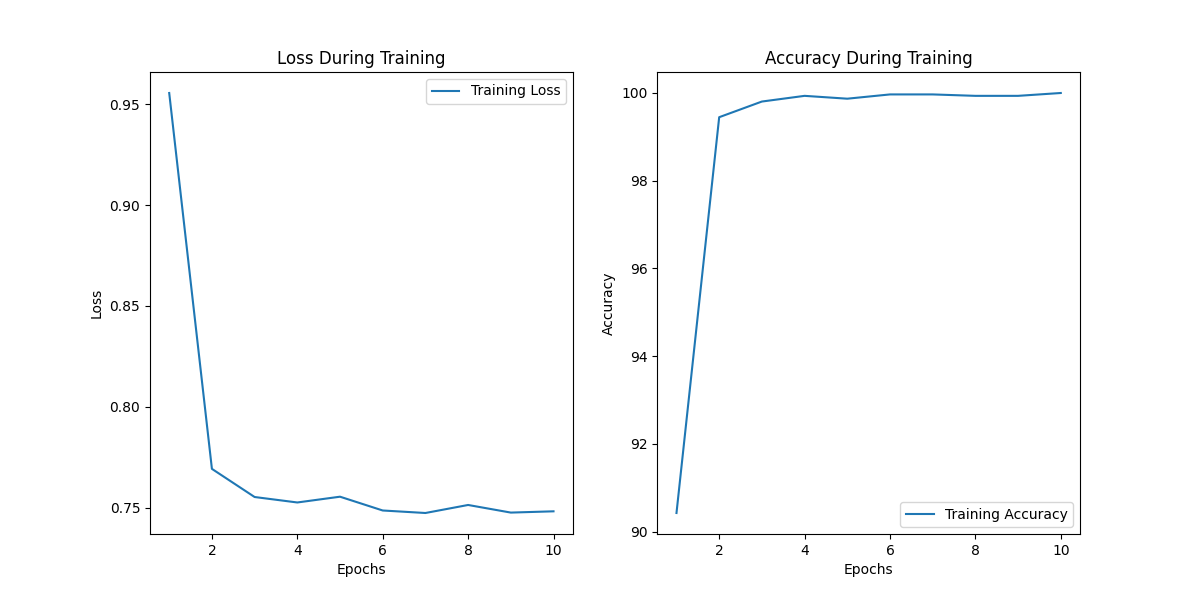 Loss During Training
Training Loss
0.95
0.90
0.85
0.80
0.75
Loss
2 4 6 8 10
Epochs
Accuracy During Training
100
98
96
94
92
90
Accuracy
Training Accuracy
2 4 6 8 10
Epochs